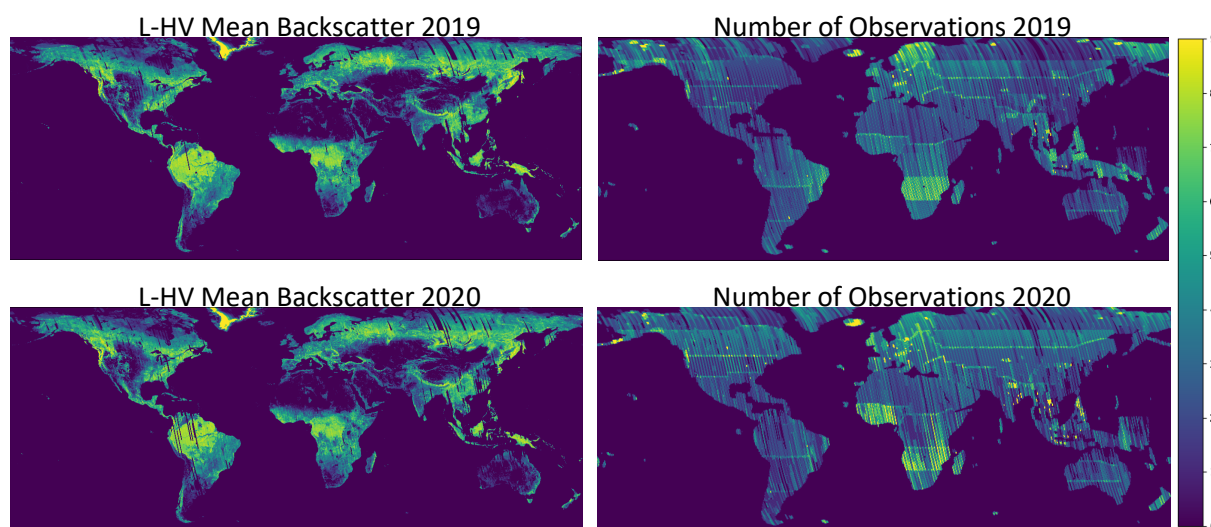 L-HV Mean Backscatter 2019
Number of Observations 2019
L-HV Mean Backscatter 2020
Number of Observations 2020